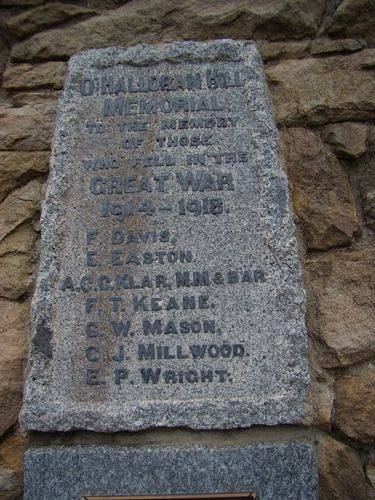 O'HALLORAN HILL
MEMORIAL
TO THE MEMORY
OF THOSE
WHO FELL IN THE
GREAT WAR
1914-1918.
F. DAVIS.
E. EASTON.
A.C.C. KLAR, M.M & BAR
F. T. KEANE.
G. W. MASON.
C. J. MILLWOOD.
E. P. WRIGHT.